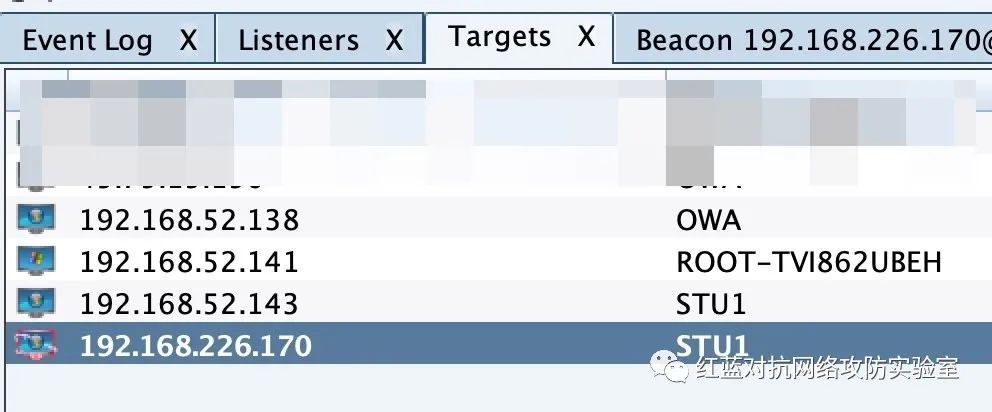 Event Log X Listeners X Targets X Beacon 192.168.226.170@
192.168.52.138 OWA
192.168.52.141 ROOT-TVI862UBEH
192.168.52.143 STU1
192.168.226.170 STU1
红蓝对抗网络攻防实验室